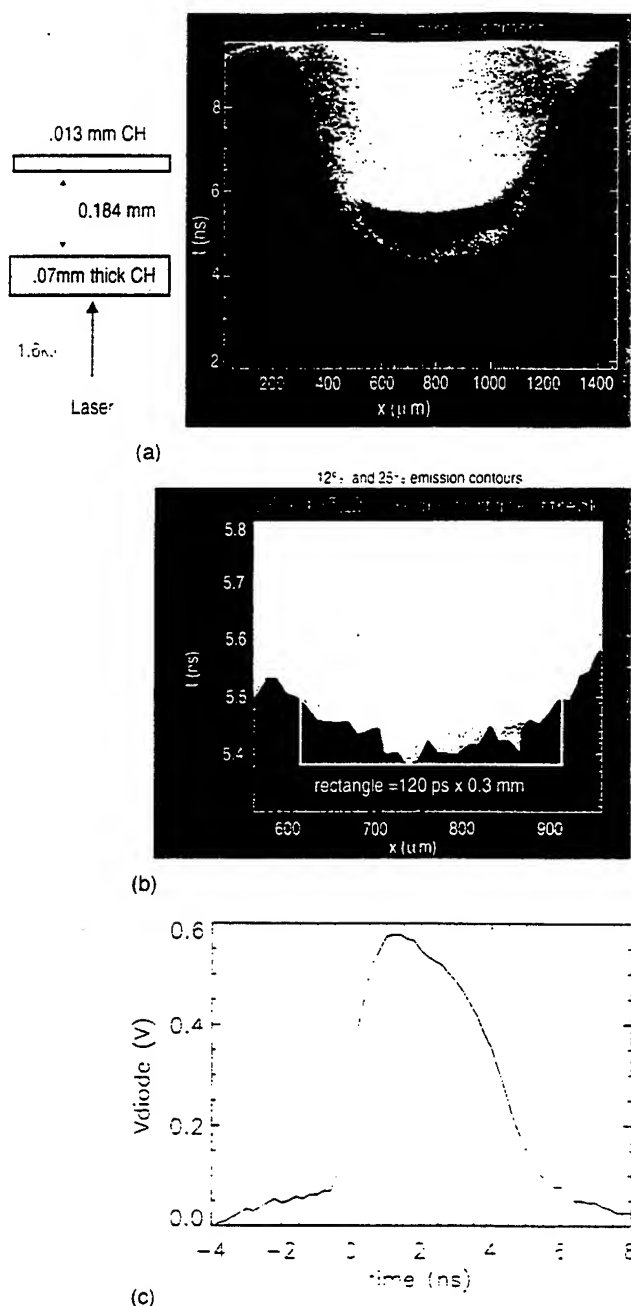 .013 mm CH
0.184 mm
.07mm thick CH
Laser
8
6
4
2
t (ns)
200 400 600 800 1000 1200 1400
x (μm)
(a)
emission contours
5.8
5.7
5.6
5.5
5.4
t (ns)
rectangle =120 ps x 0.3 mm
600 700 800 900
x (μm)
(b)
0.6
0.4
0.2
0.0
Vdiode (V)
−4 −2 0 2 4 6 8
time (ns)
(c)